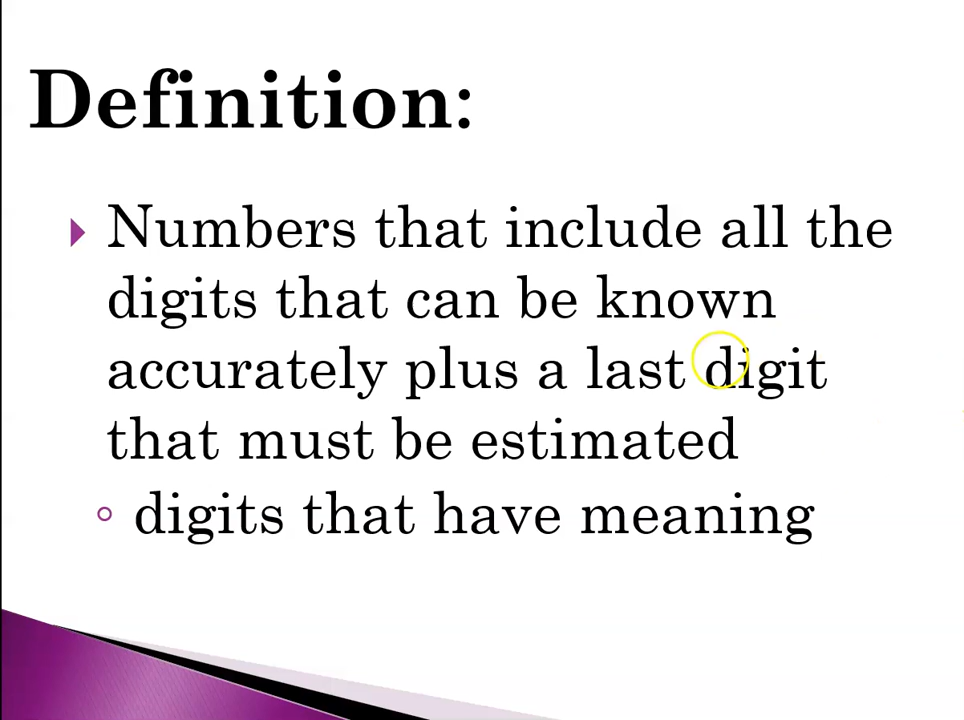 Definition:
Numbers that include all the
digits that can be known
accurately plus a last digit
that must be estimated
digits that have meaning